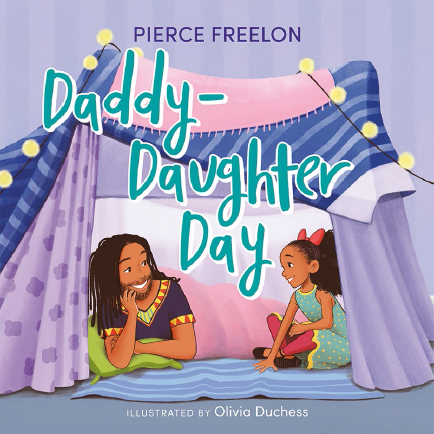 PIERCE FREELON
Daddy-
Daughter
Day
ILLUSTRATED BY Olivia Duchess